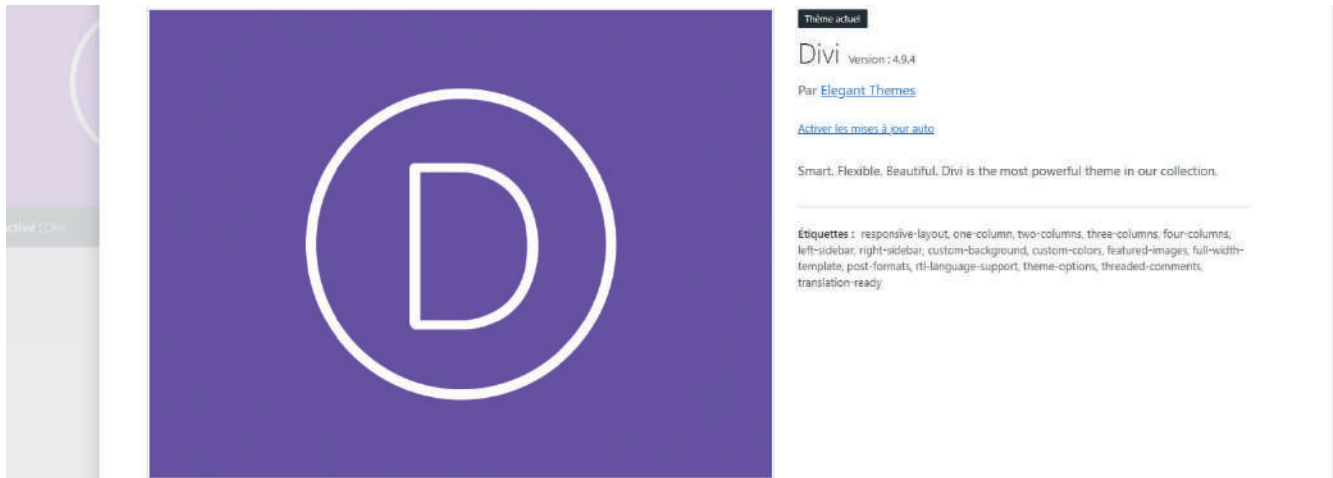 Thème actuel
Divi Version : 4.9.4
Par Elegant Themes
Activer les mises à jour auto
Smart. Flexible. Beautiful. Divi is the most powerful theme in our collection.
Étiquettes : responsive-layout, one-column, two-columns, three-columns, four-columns,
left-sidebar, right-sidebar, custom-background, custom-colors, featured-images, full-width-
template, post-formats, rtl-language-support, theme-options, threaded-comments,
translation-ready
ctivé : Divi
D